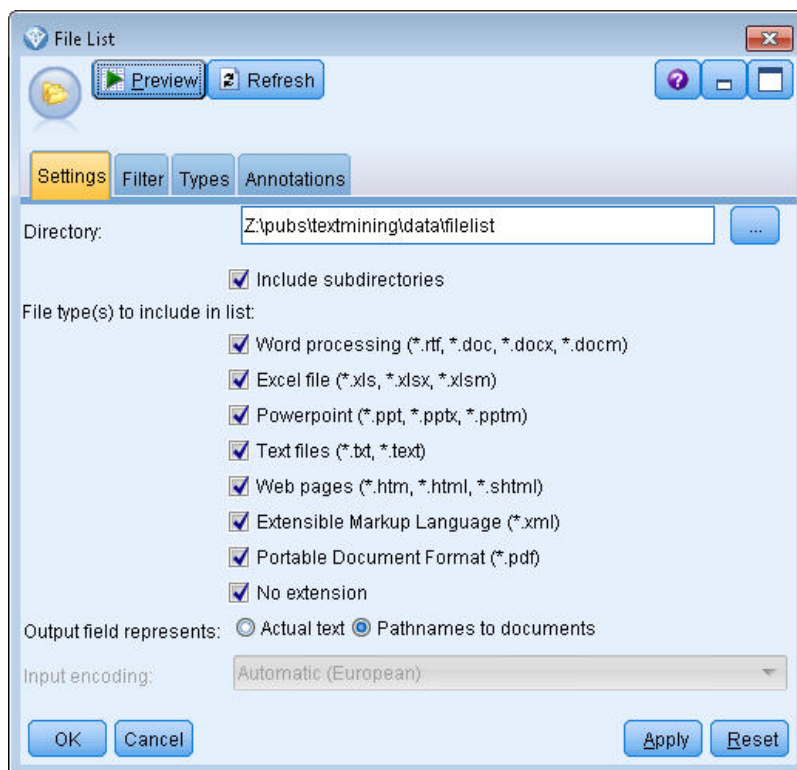 File List
Preview Refresh
Settings Filter Types Annotations
Directory: Z:\pubs\textmining\data\filelist ...
Include subdirectories
File type(s) to include in list:
Word processing (*.rtf, *.doc, *.docx, *.docm)
Excel file (*.xls, *.xlsx, *.xlsm)
Powerpoint (*.ppt, *.pptx, *.pptm)
Text files (*.txt, *.text)
Web pages (*.htm, *.html, *.shtml)
Extensible Markup Language (*.xml)
Portable Document Format (*.pdf)
No extension
Output field represents: Actual text Pathnames to documents
Input encoding: Automatic (European)
OK Cancel Apply Reset